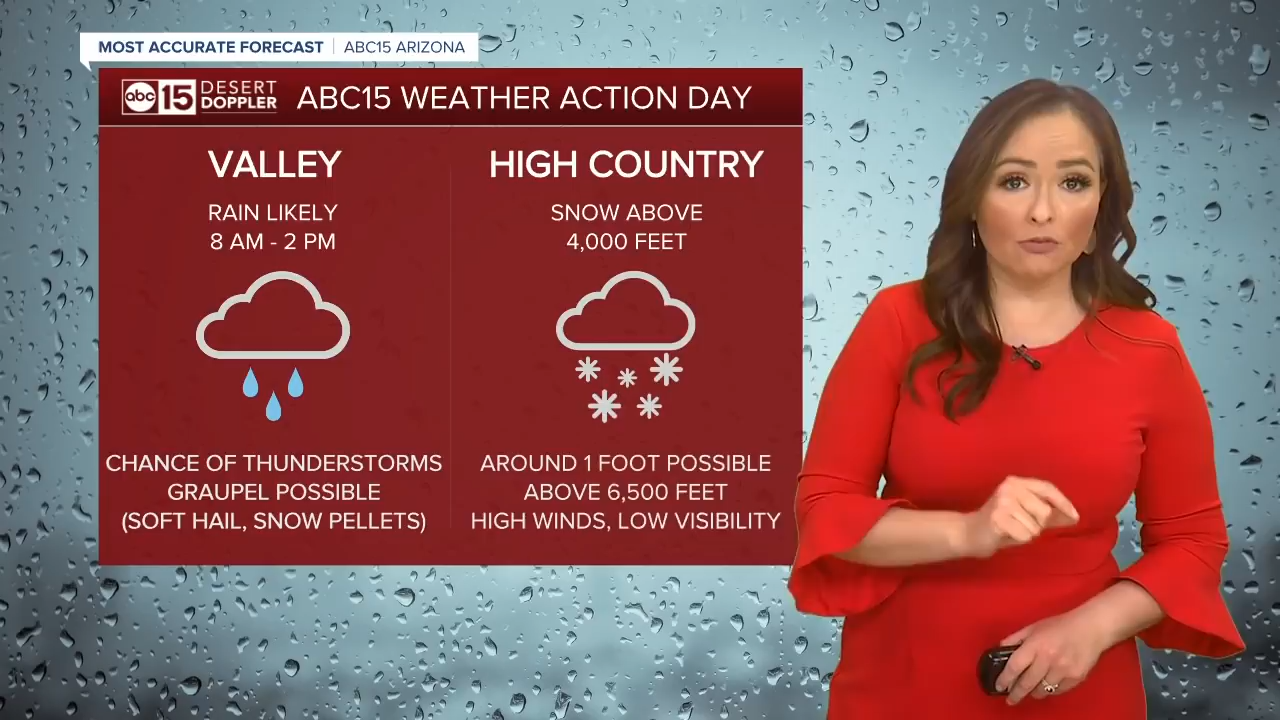 MOST ACCURATE FORECAST | ABC15 ARIZONA
abc 15 DESERT DOPPLER ABC15 WEATHER ACTION DAY
VALLEY
RAIN LIKELY
8 AM - 2 PM
CHANCE OF THUNDERSTORMS
GRAUPEL POSSIBLE
(SOFT HAIL, SNOW PELLETS)
HIGH COUNTRY
SNOW ABOVE
4,000 FEET
AROUND 1 FOOT POSSIBLE
ABOVE 6,500 FEET
HIGH WINDS, LOW VISIBILITY